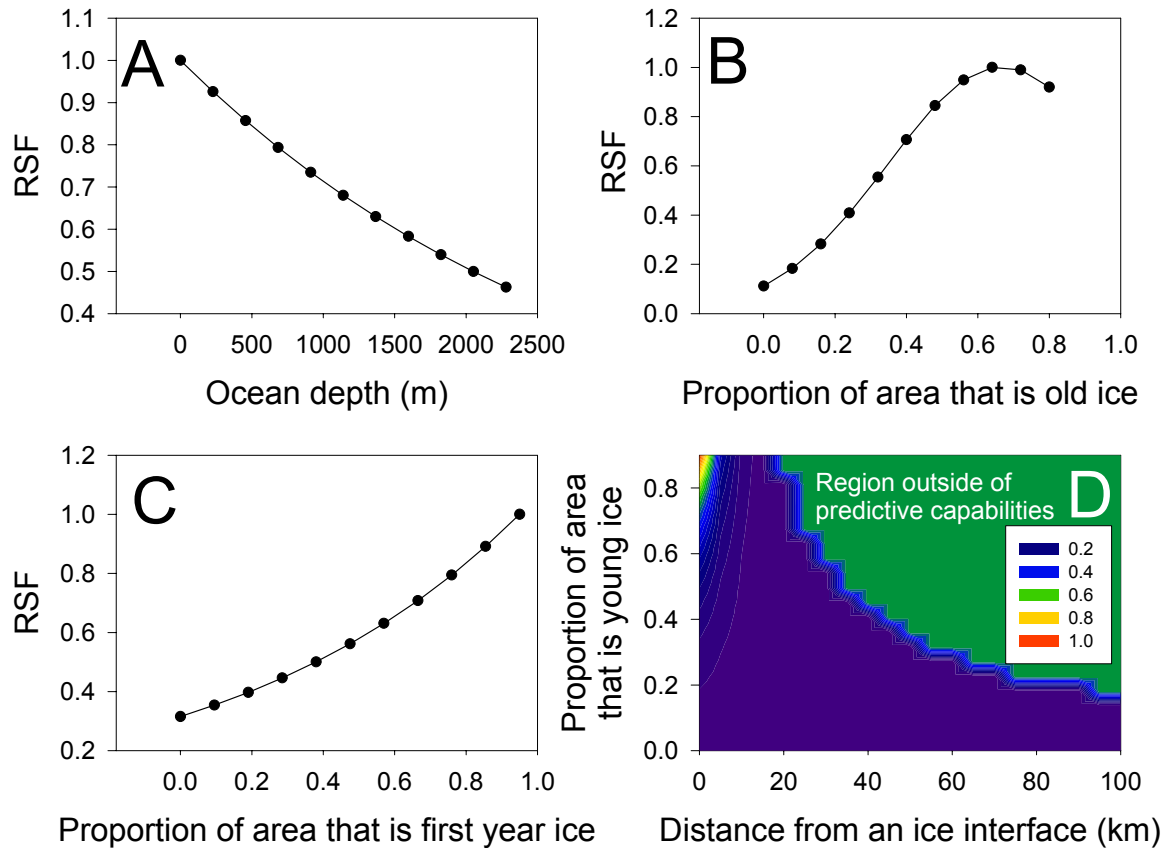 A
RSF
1.1
1.0
0.9
0.8
0.7
0.6
0.5
0.4
0 500 1000 1500 2000 2500
Ocean depth (m)
B
RSF
1.2
1.0
0.8
0.6
0.4
0.2
0.0
0.0 0.2 0.4 0.6 0.8 1.0
Proportion of area that is old ice
C
RSF
1.2
1.0
0.8
0.6
0.4
0.2
0.0 0.2 0.4 0.6 0.8 1.0
Proportion of area that is first year ice
D
Proportion of area
that is young ice
0.8
0.6
0.4
0.2
0.0
Region outside of
predictive capabilities
0.2
0.4
0.6
0.8
1.0
0 20 40 60 80 100
Distance from an ice interface (km)